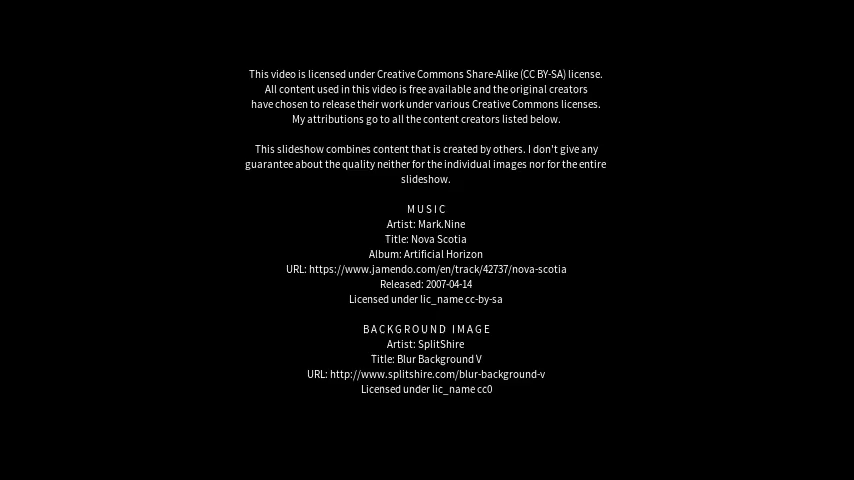 This video is licensed under Creative Commons Share-Alike (CC BY-SA) license.
All content used in this video is free available and the original creators
have chosen to release their work under various Creative Commons licenses.
My attributions go to all the content creators listed below.
This slideshow combines content that is created by others. I don't give any
guarantee about the quality neither for the individual images nor for the entire
slideshow.
MUSIC
Artist: Mark.Nine
Title: Nova Scotia
Album: Artificial Horizon
URL: https://www.jamendo.com/en/track/42737/nova-scotia
Released: 2007-04-14
Licensed under lic_name cc-by-sa
BACKGROUND IMAGE
Artist: SplitShire
Title: Blur Background V
URL: http://www.splitshire.com/blur-background-v
Licensed under lic_name cc0